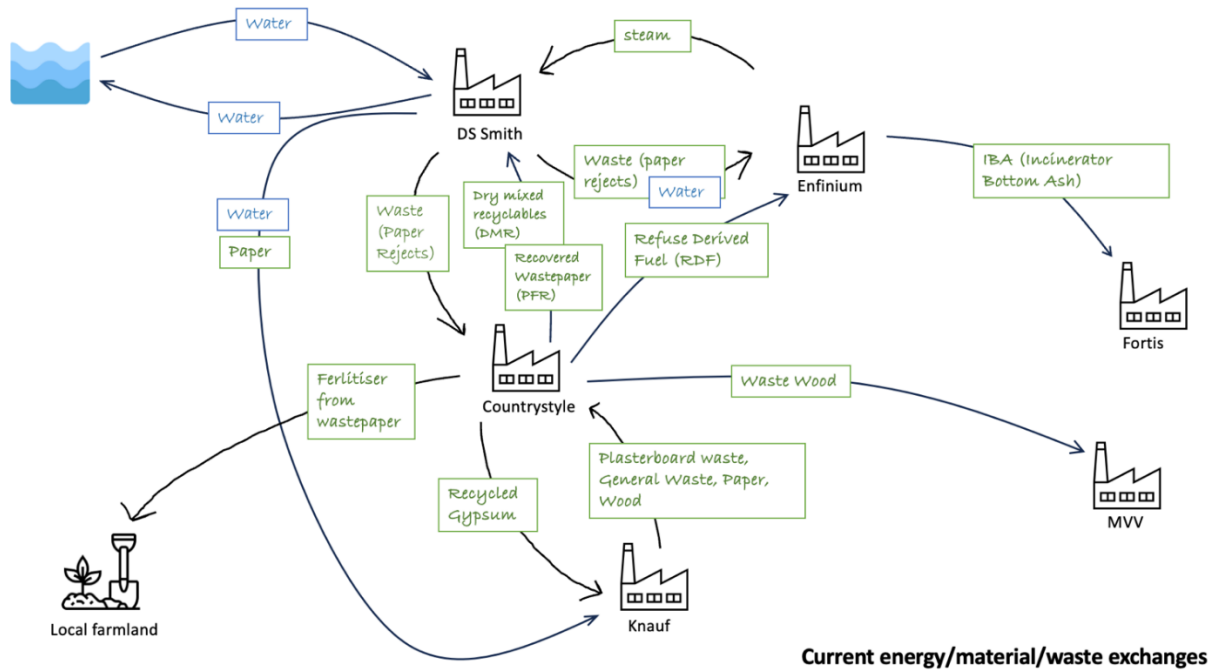 Water
steam
Water
DS Smith
Waste (paper
rejects)
Water
Enfinium
IBA (Incinerator
Bottom Ash)
Dry mixed
recyclables
(DMR)
Waste
(Paper
Rejects)
Water
Paper
Recovered
Wastepaper
(PFR)
Refuse Derived
Fuel (RDF)
Fortis
Ferlitiser
from
wastepaper
Countrystyle
Waste Wood
Plasterboard waste,
General Waste, Paper,
Wood
Recycled
Gypsum
MVV
Local farmland
Knauf
Current energy/material/waste exchanges